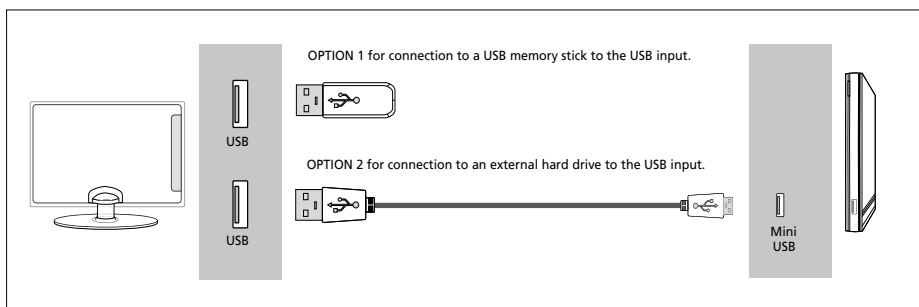 OPTION 1 for connection to a USB memory stick to the USB input.
USB
OPTION 2 for connection to an external hard drive to the USB input.
USB
Mini
USB